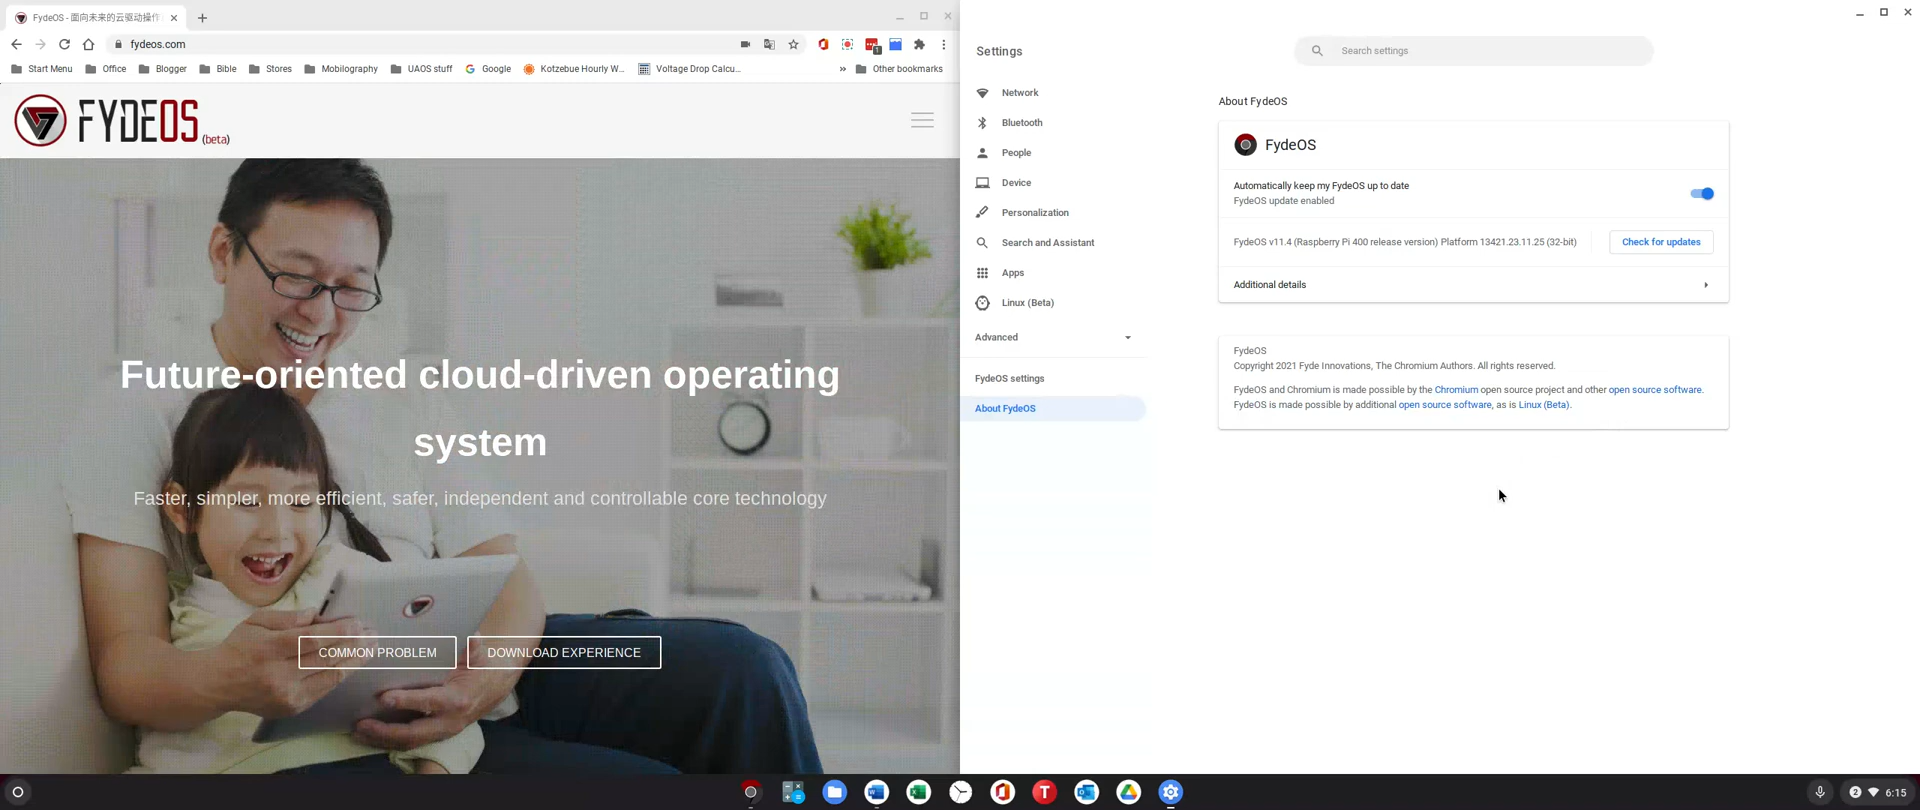 FydeOS - 面向未来的云驱动操作
fydeos.com
1
Start Menu
Office
Blogger
Bible
Stores
Mobilography
UAOS stuff
Google
Kotzebue Hourly W...
Voltage Drop Calcu...
»
Other bookmarks
FYDEOS (beta)
Future-oriented cloud-driven operating
system
Faster, simpler, more efficient, safer, independent and controllable core technology
COMMON PROBLEM
DOWNLOAD EXPERIENCE
Settings
Search settings
Network
Bluetooth
People
Device
Personalization
Search and Assistant
Apps
Linux (Beta)
Advanced
FydeOS settings
About FydeOS
About FydeOS
FydeOS
Automatically keep my FydeOS up to date
FydeOS update enabled
FydeOS v11.4 (Raspberry Pi 400 release version) Platform 13421.23.11.25 (32-bit)
Check for updates
Additional details
FydeOS
Copyright 2021 Fyde Innovations, The Chromium Authors. All rights reserved.
FydeOS and Chromium is made possible by the Chromium open source project and other open source software.
FydeOS is made possible by additional open source software, as is Linux (Beta).
T
2
6:15